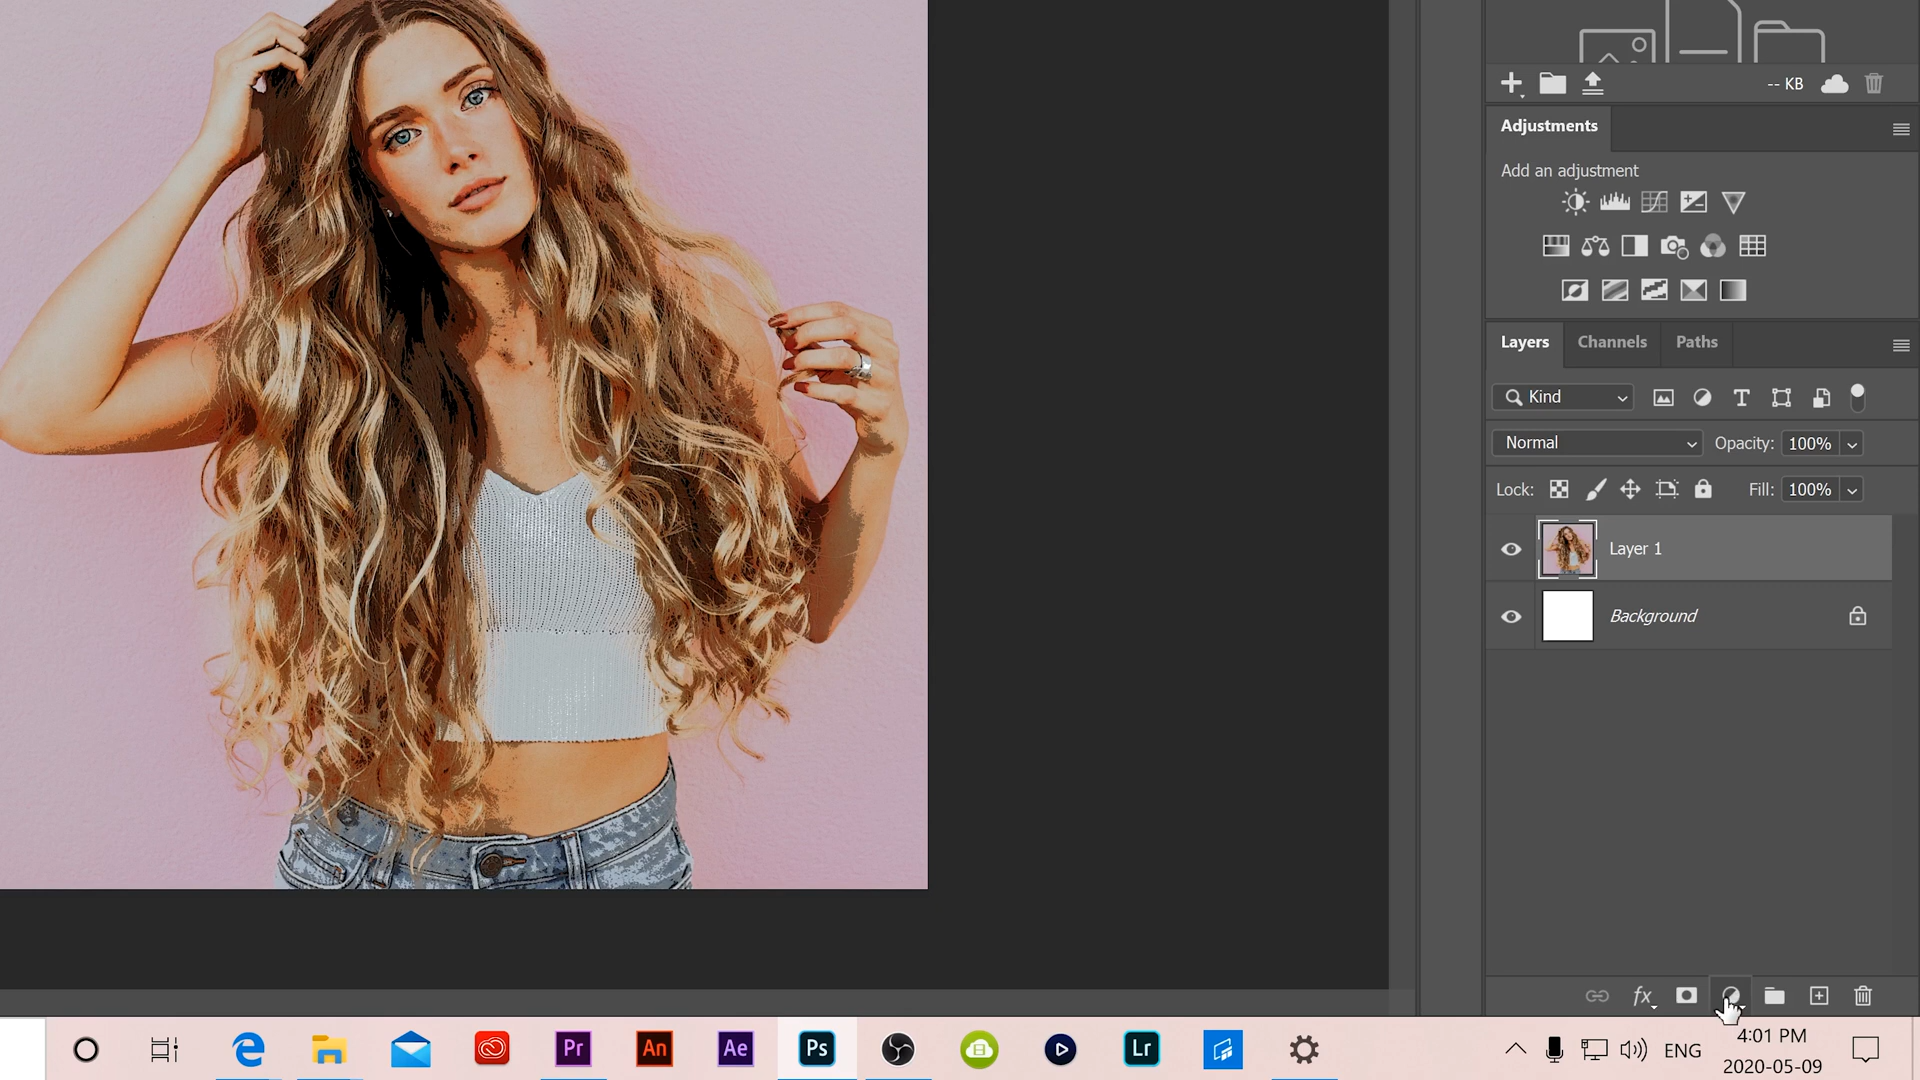 -- KB
Adjustments
Add an adjustment
Layers Channels Paths
Kind
Normal Opacity: 100%
Lock: Fill: 100%
Layer 1
Background
fx
Pr An Ae Ps Lr
ENG
4:01 PM
2020-05-09